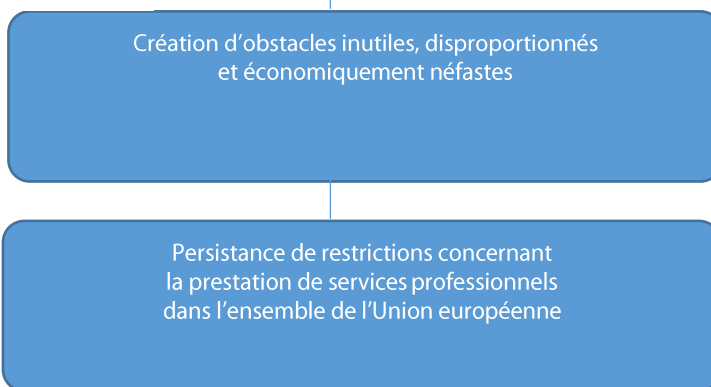 Création d’obstacles inutiles, disproportionnés
et économiquement néfastes
Persistance de restrictions concernant
la prestation de services professionnels
dans l’ensemble de l’Union européenne